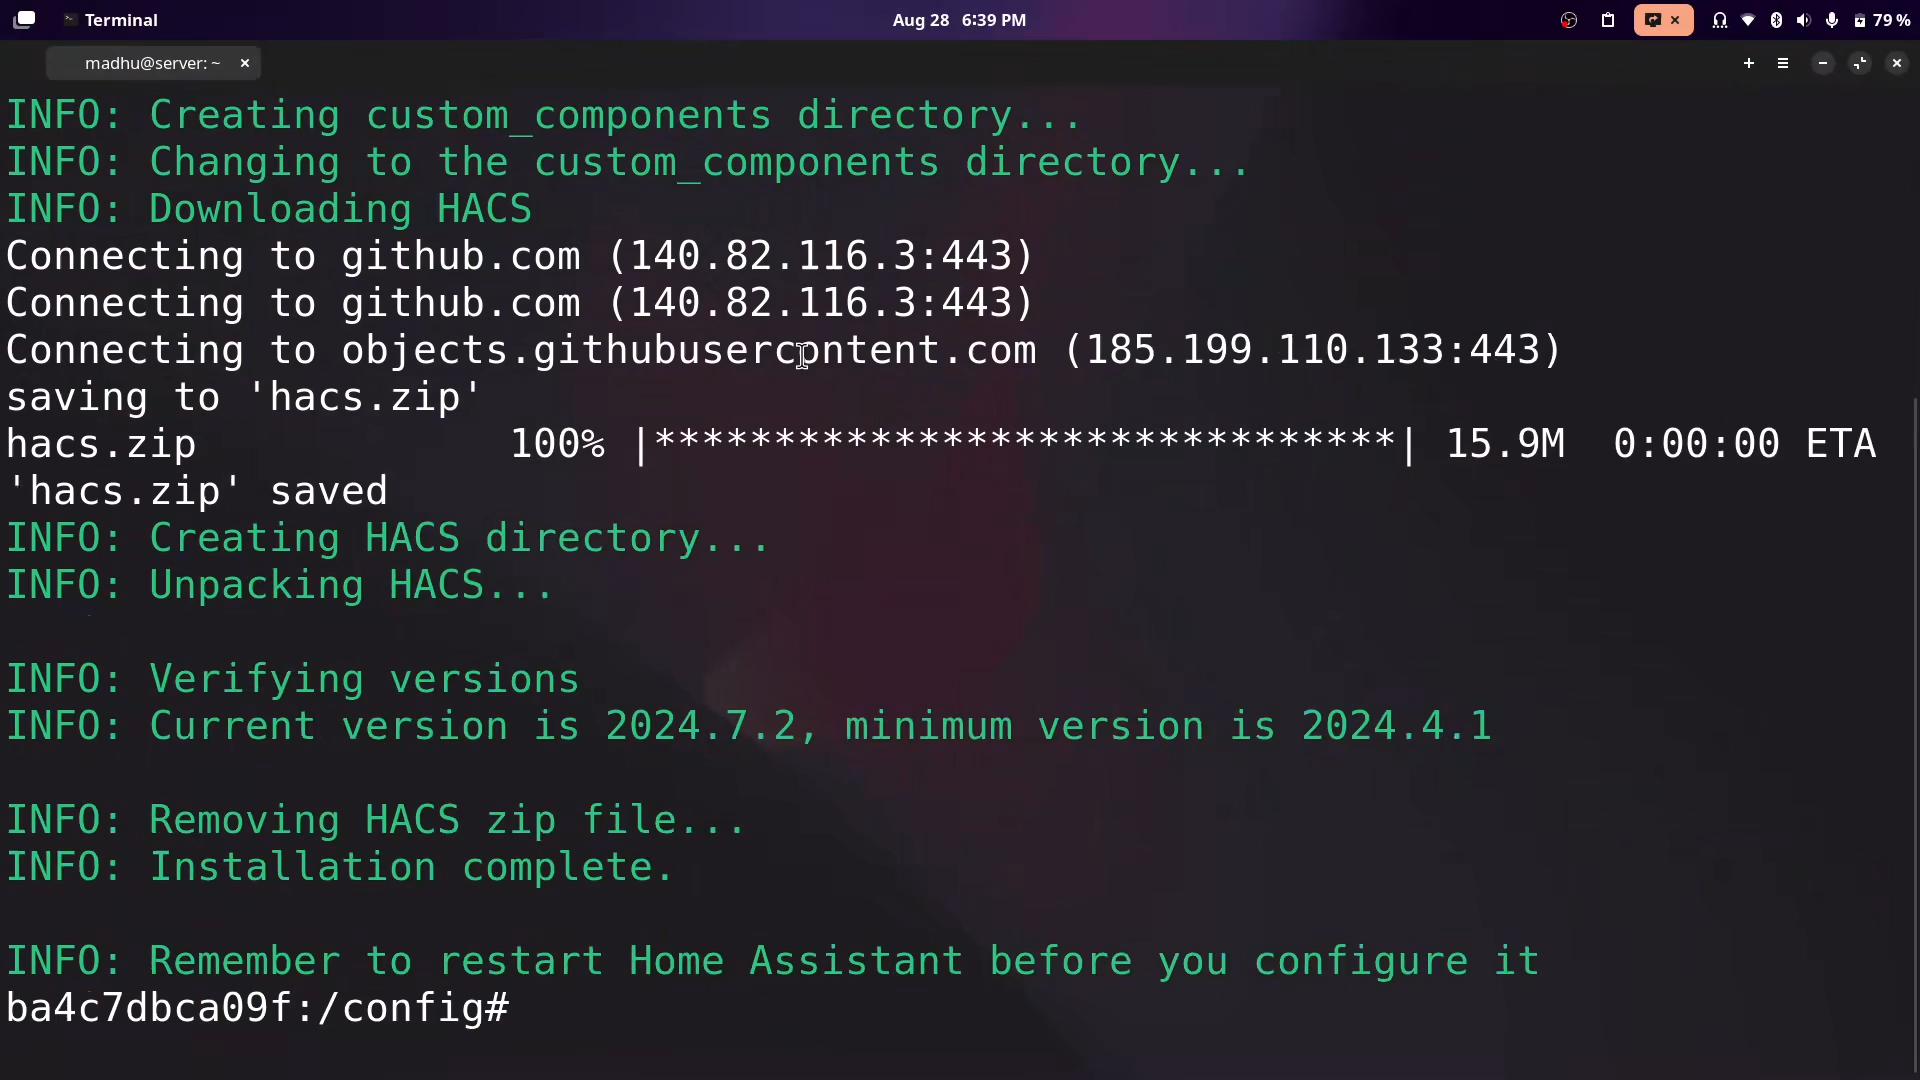 Terminal
Aug 28 6:39 PM
79 %
madhu@server: ~
INFO: Creating custom_components directory...
INFO: Changing to the custom_components directory...
INFO: Downloading HACS
Connecting to github.com (140.82.116.3:443)
Connecting to github.com (140.82.116.3:443)
Connecting to objects.githubusercontent.com (185.199.110.133:443)
saving to 'hacs.zip'
hacs.zip 100% |*******************************| 15.9M 0:00:00 ETA
'hacs.zip' saved
INFO: Creating HACS directory...
INFO: Unpacking HACS...
INFO: Verifying versions
INFO: Current version is 2024.7.2, minimum version is 2024.4.1
INFO: Removing HACS zip file...
INFO: Installation complete.
INFO: Remember to restart Home Assistant before you configure it
ba4c7dbca09f:/config#